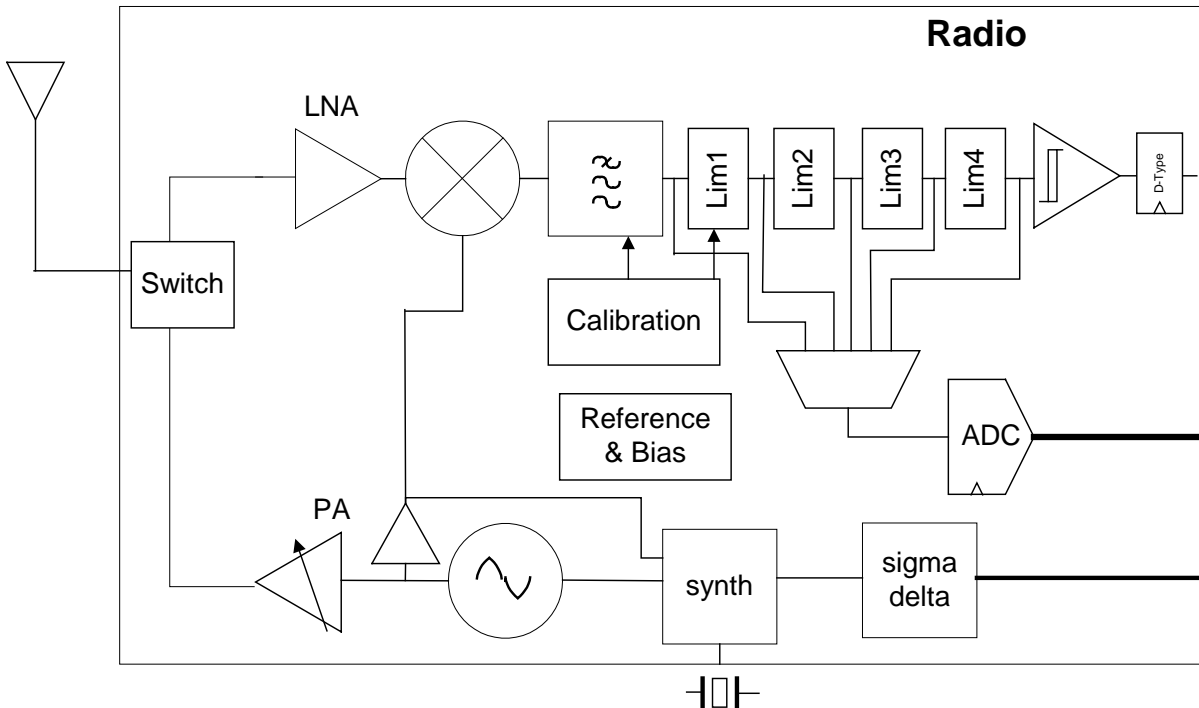 Radio
LNA
Lim1
Lim2
Lim3
Lim4
D-Type
Switch
Calibration
Reference
& Bias
ADC
PA
synth
sigma
delta